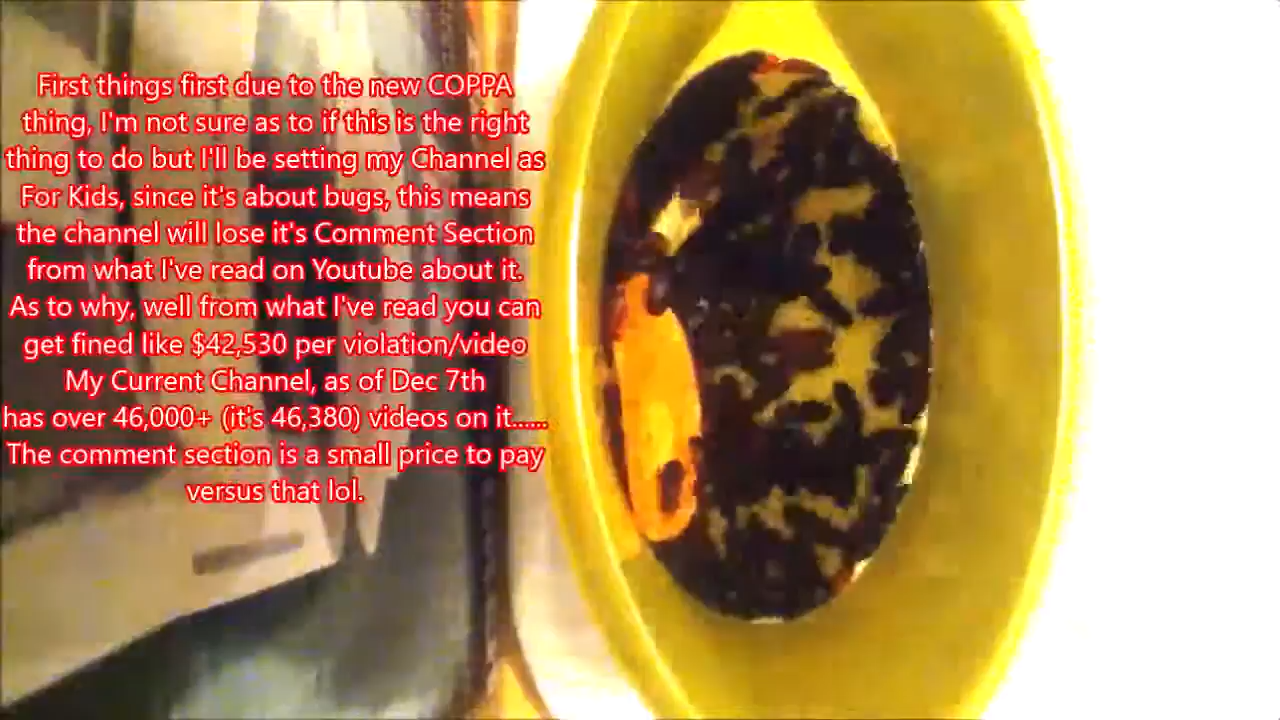 First things first due to the new COPPA
thing, I'm not sure as to if this is the right
thing to do but I'll be setting my Channel as
For Kids, since it's about bugs, this means
the channel will lose it's Comment Section
from what I've read on Youtube about it.
As to why, well from what I've read you can
get fined like $42,530 per violation/video
My Current Channel, as of Dec 7th
has over 46,000+ (it's 46,380) videos on it......
The comment section is a small price to pay
versus that lol.